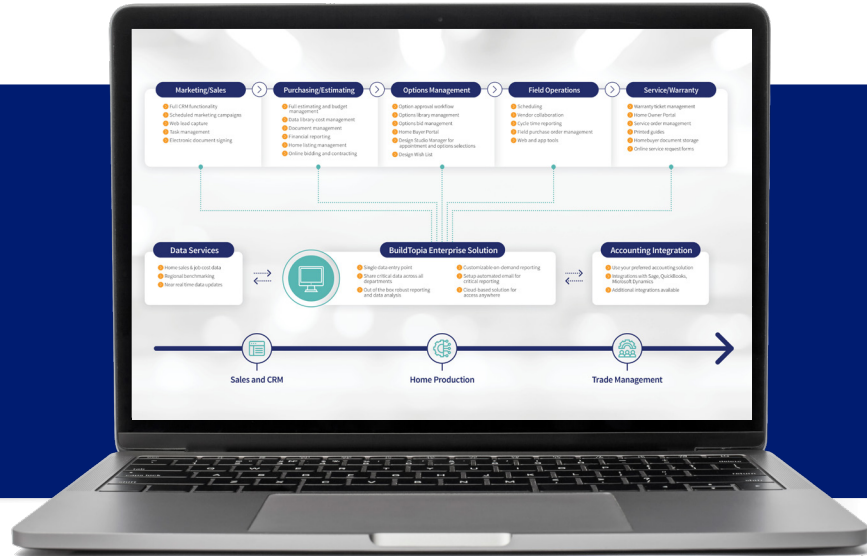 Marketing/Sales
Full CRM functionality
Scheduled marketing campaigns
Web lead capture
Task management
Electronic document signing
Purchasing/Estimating
Full estimating and budget
management
Data library cost management
Document management
Financial reporting
Home listing management
Online bidding and contracting
Options Management
Option approval workflow
Options library management
Options bid management
Home Buyer Portal
Design Studio Manager for
appointment and options selections
Design Wish List
Field Operations
Scheduling
Vendor collaboration
Cycle time reporting
Field purchase order management
Web and app tools
Service/Warranty
Warranty ticket management
Home Owner Portal
Service order management
Printed guides
Homebuyer document storage
Online service request forms
Data Services
Home sales & job cost data
Regional benchmarking
Near-real time data updates
BuildTopia Enterprise Solution
Single data entry point
Share critical data across all
departments
Out of the box robust reporting
and data analysis
Customizable on-demand reporting
Setup automated email for
critical reporting
Cloud based solution for
access anywhere
Accounting Integration
Use your preferred accounting solution
Integrations with Sage, QuickBooks,
Microsoft Dynamics
Additional integrations available
Sales and CRM
Home Production
Trade Management